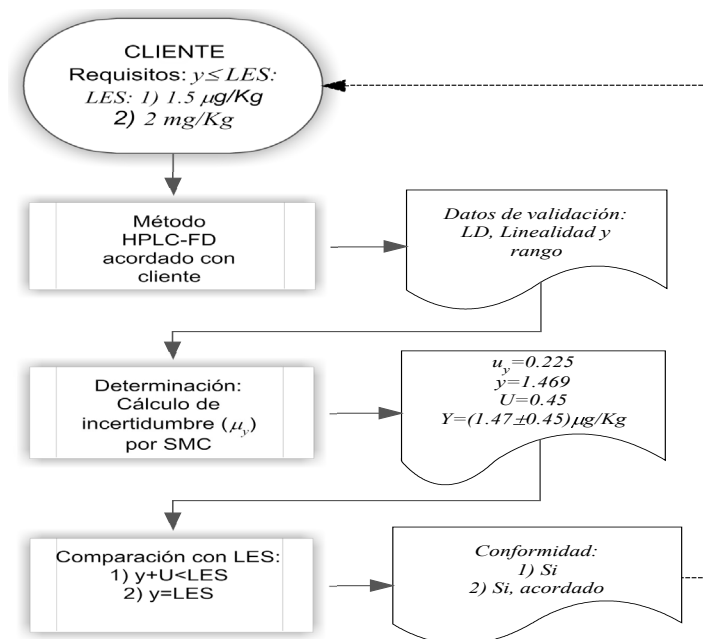 CLIENTE
Requisitos: y≤ LES:
LES: 1) 1.5 μg/Kg
2) 2 mg/Kg
Método
HPLC-FD
acordado con
cliente
Datos de validación:
LD, Linealidad y
rango
Determinación:
Cálculo de
incertidumbre (μy)
por SMC
uy=0.225
y=1.469
U=0.45
Y=(1.47±0.45)μg/Kg
Comparación con LES:
1) y+U<LES
2) y=LES
Conformidad:
1) Si
2) Si, acordado